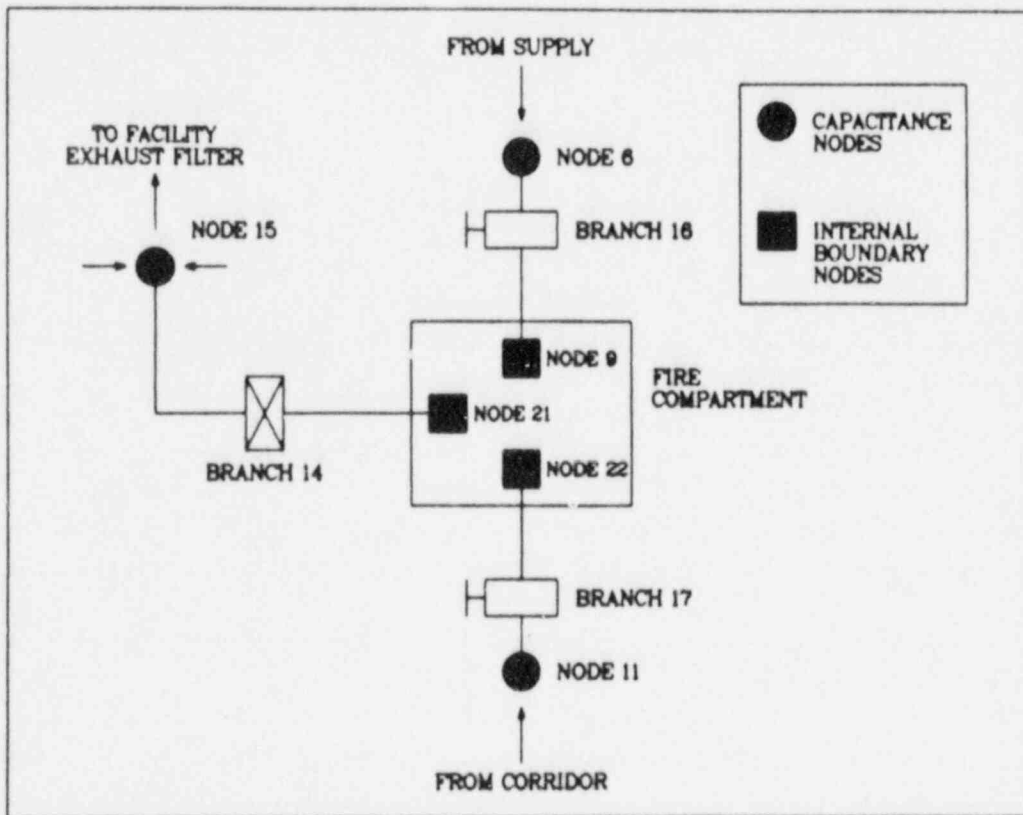 FROM SUPPLY
TO FACILITY
EXHAUST FILTER
NODE 6
CAPACITANCE
NODES
NODE 15
BRANCH 16
INTERNAL
BOUNDARY
NODES
NODE 9
FIRE
COMPARTMENT
NODE 21
NODE 22
BRANCH 14
BRANCH 17
NODE 11
FROM CORRIDOR